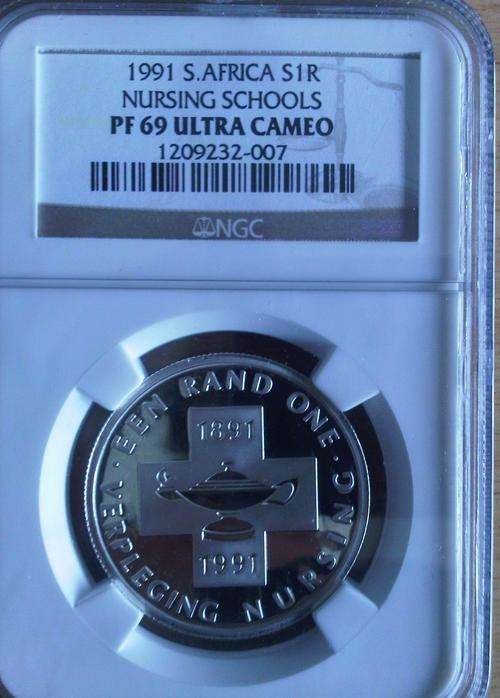 1991 S.AFRICA S1R
NURSING SCHOOLS
PF 69 ULTRA CAMEO
1209232-007
NGC
· EEN RAND ONE ·
1891
1991
VERPLEGING NURSING